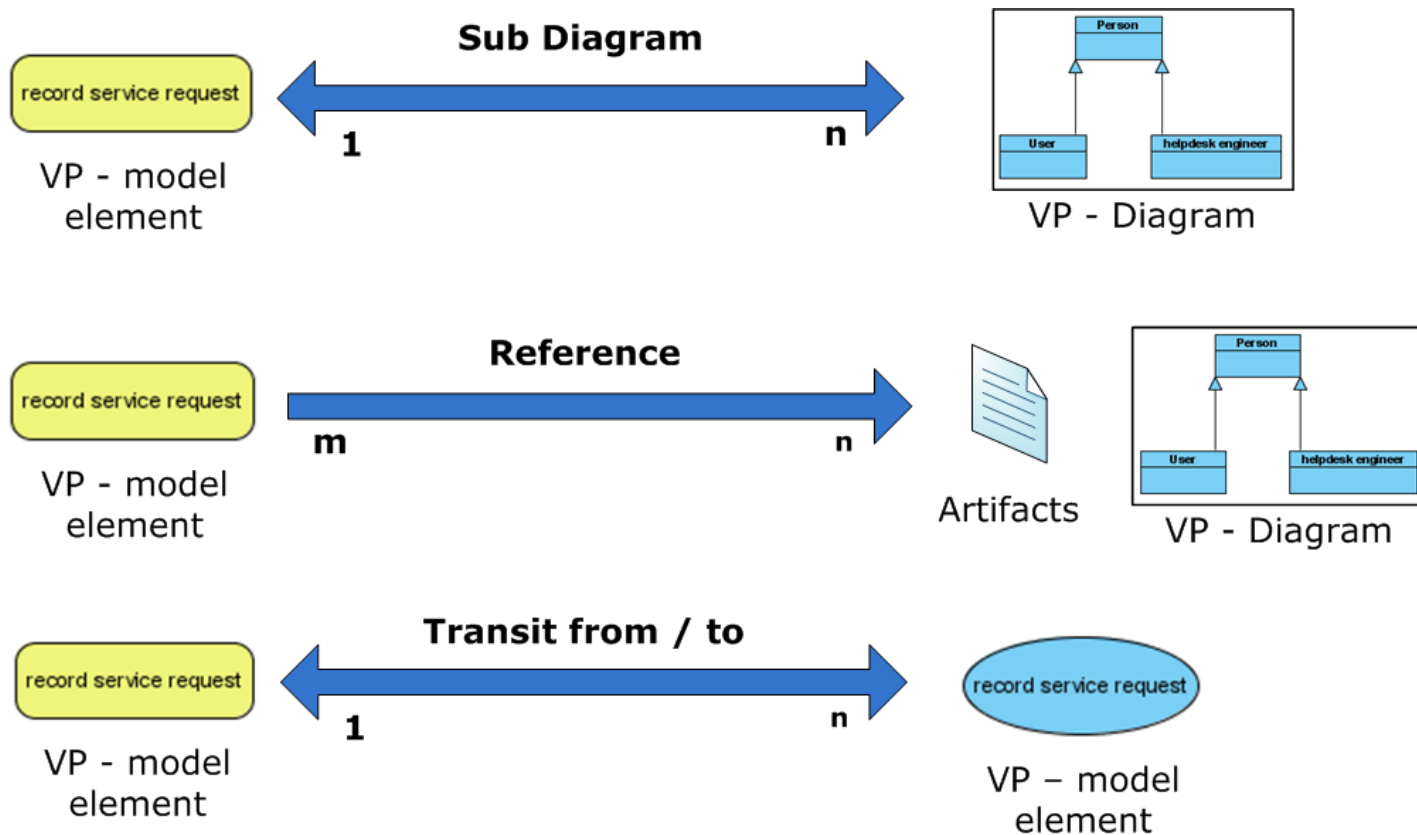 Sub Diagram
record service request
1
n
VP - model
element
Person
User
helpdesk engineer
VP - Diagram
Reference
record service request
m
n
VP - model
element
Artifacts
Person
User
helpdesk engineer
VP - Diagram
Transit from / to
record service request
1
n
record service request
VP - model
element
VP – model
element